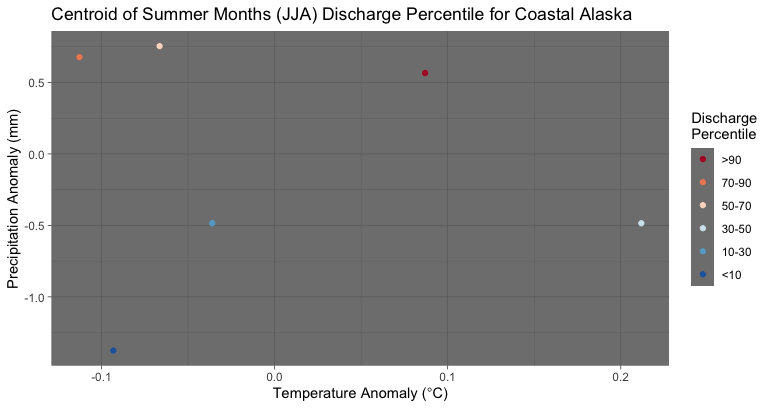 Centroid of Summer Months (JJA) Discharge Percentile for Coastal Alaska
Precipitation Anomaly (mm)
0.5
0.0
-0.5
-1.0
-0.1
0.0
0.1
0.2
Temperature Anomaly (°C)
Discharge
Percentile
>90
70-90
50-70
30-50
10-30
<10